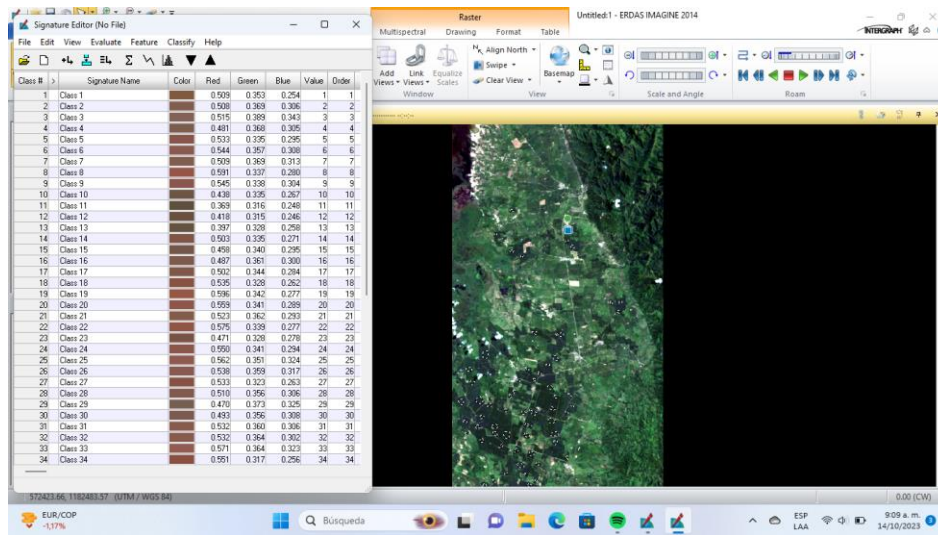 Signature Editor (No File)
File Edit View Evaluate Feature Classify Help
Class # > Signature Name Color Red Green Blue Value Order
1 Class 1 0.509 0.353 0.254 1 1
2 Class 2 0.508 0.369 0.306 2 2
3 Class 3 0.515 0.389 0.343 3 3
4 Class 4 0.481 0.368 0.305 4 4
5 Class 5 0.533 0.335 0.295 5 5
6 Class 6 0.544 0.357 0.308 6 6
7 Class 7 0.509 0.369 0.313 7 7
8 Class 8 0.591 0.337 0.280 8 8
9 Class 9 0.545 0.338 0.304 9 9
10 Class 10 0.438 0.335 0.267 10 10
11 Class 11 0.369 0.316 0.248 11 11
12 Class 12 0.418 0.315 0.246 12 12
13 Class 13 0.397 0.328 0.258 13 13
14 Class 14 0.503 0.335 0.271 14 14
15 Class 15 0.458 0.340 0.295 15 15
16 Class 16 0.487 0.361 0.300 16 16
17 Class 17 0.502 0.344 0.284 17 17
18 Class 18 0.535 0.328 0.262 18 18
19 Class 19 0.596 0.342 0.277 19 19
20 Class 20 0.559 0.341 0.289 20 20
21 Class 21 0.523 0.362 0.293 21 21
22 Class 22 0.575 0.339 0.277 22 22
23 Class 23 0.471 0.328 0.278 23 23
24 Class 24 0.550 0.341 0.294 24 24
25 Class 25 0.562 0.351 0.324 25 25
26 Class 26 0.538 0.359 0.317 26 26
27 Class 27 0.533 0.323 0.263 27 27
28 Class 28 0.510 0.356 0.306 28 28
29 Class 29 0.470 0.373 0.325 29 29
30 Class 30 0.493 0.356 0.308 30 30
31 Class 31 0.532 0.360 0.306 31 31
32 Class 32 0.532 0.364 0.302 32 32
33 Class 33 0.571 0.364 0.323 33 33
34 Class 34 0.551 0.317 0.256 34 34
Raster
Untitled:1 - ERDAS IMAGINE 2014
Multispectral Drawing Format Table
INTERGRAPH
Add Views Link Views Equalize Scales
Align North
Swipe
Clear View
Basemap
Window View Scale and Angle Roam
572423.66, 1182483.57 (UTM / WGS 84)
0.00 (CW)
EUR/COP
-1,17%
Búsqueda
ESP
LAA
9:09 a. m.
14/10/2023